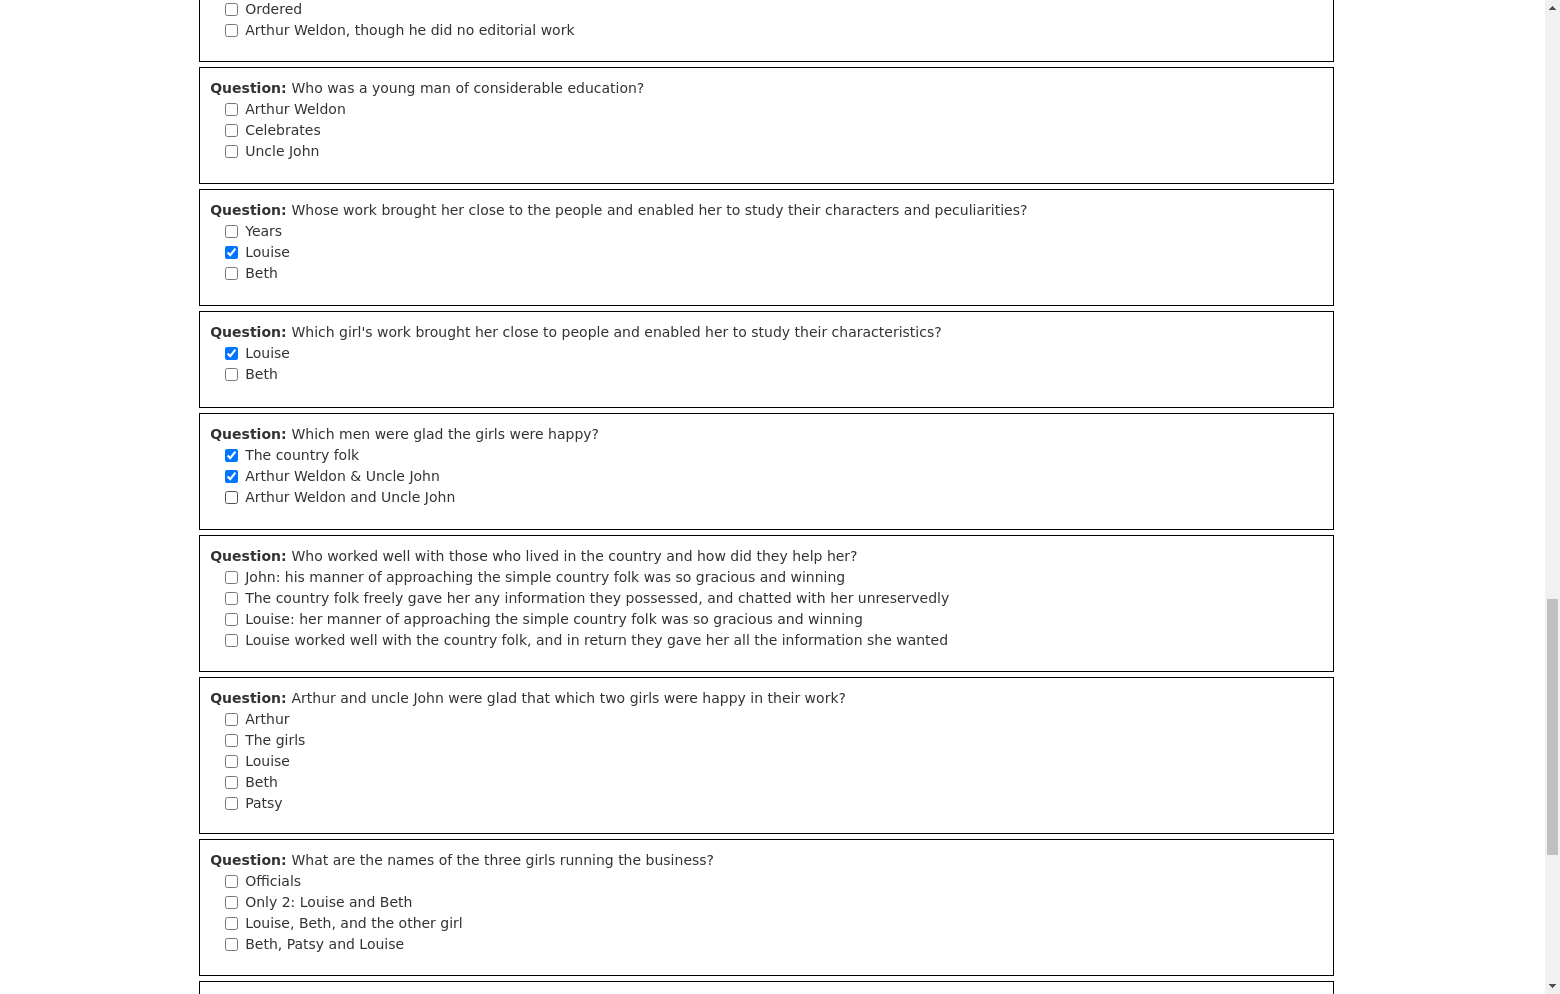 Ordered
Arthur Weldon, though he did no editorial work
Question: Who was a young man of considerable education?
Arthur Weldon
Celebrates
Uncle John
Question: Whose work brought her close to the people and enabled her to study their characters and peculiarities?
Years
Louise
Beth
Question: Which girl's work brought her close to people and enabled her to study their characteristics?
Louise
Beth
Question: Which men were glad the girls were happy?
The country folk
Arthur Weldon & Uncle John
Arthur Weldon and Uncle John
Question: Who worked well with those who lived in the country and how did they help her?
John: his manner of approaching the simple country folk was so gracious and winning
The country folk freely gave her any information they possessed, and chatted with her unreservedly
Louise: her manner of approaching the simple country folk was so gracious and winning
Louise worked well with the country folk, and in return they gave her all the information she wanted
Question: Arthur and uncle John were glad that which two girls were happy in their work?
Arthur
The girls
Louise
Beth
Patsy
Question: What are the names of the three girls running the business?
Officials
Only 2: Louise and Beth
Louise, Beth, and the other girl
Beth, Patsy and Louise